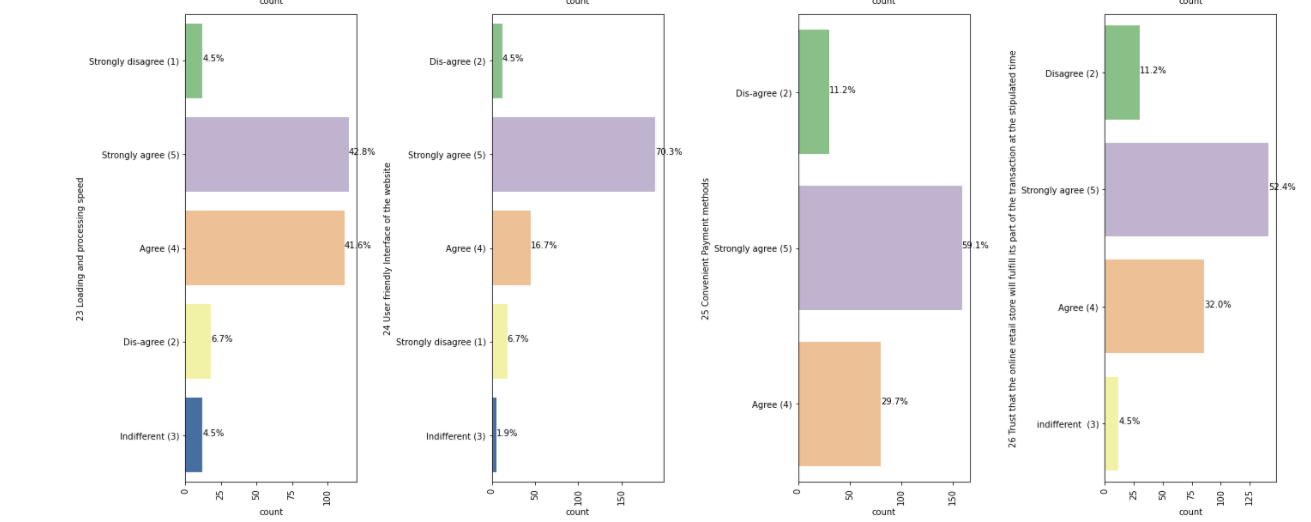 count
count
count
count
23 Loading and processing speed
Strongly disagree (1)
4.5%
Strongly agree (5)
42.8%
Agree (4)
41.6%
Dis-agree (2)
6.7%
Indifferent (3)
4.5%
0
25
50
75
100
count
24 User friendly Interface of the website
Dis-agree (2)
4.5%
Strongly agree (5)
70.3%
Agree (4)
16.7%
Strongly disagree (1)
6.7%
Indifferent (3)
1.9%
0
50
100
150
count
25 Convenient Payment methods
Dis-agree (2)
11.2%
Strongly agree (5)
59.1%
Agree (4)
29.7%
0
50
100
150
count
26 Trust that the online retail store will fulfill its part of the transaction at the stipulated time
Disagree (2)
11.2%
Strongly agree (5)
52.4%
Agree (4)
32.0%
indifferent (3)
4.5%
0
25
50
75
100
125
count